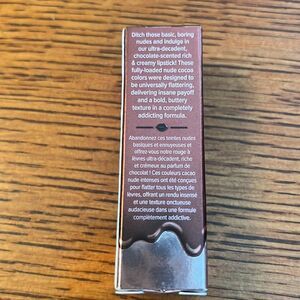 Ditch those basic, boring
nudes and indulge in
our ultra-decadent,
chocolate-scented rich
& creamy lipstick! These
fully-loaded nude cocoa
colors were designed to
be universally flattering,
delivering insane payoff
and a bold, buttery
texture in a completely
addicting formula.
Abandonnez ces teintes nudes
basiques et ennuyeuses et
offrez-vous notre rouge à
lèvres ultra-décadent, riche
et crémeux au parfum de
chocolat ! Ces couleurs cacao
nude intenses ont été conçues
pour flatter tous les types de
lèvres, offrant un rendu insensé
et une texture onctueuse
audacieuse dans une formule
complètement addictive.